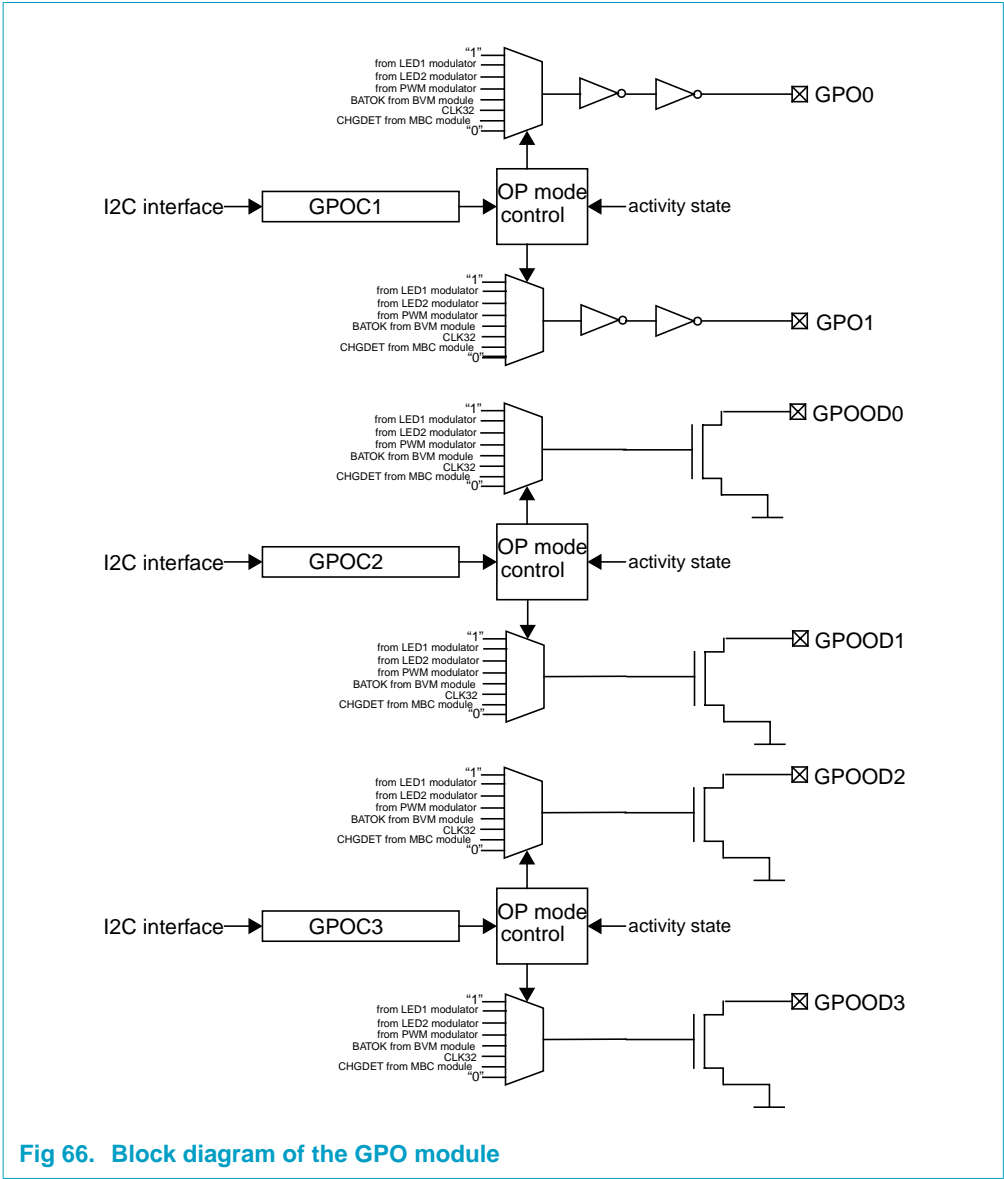 “1”
from LED1 modulator
from LED2 modulator
from PWM modulator
BATOK from BVM module
CLK32
CHGDET from MBC module
“0”
GPO0
I2C interface
GPOC1
OP mode
control
activity state
“1”
from LED1 modulator
from LED2 modulator
from PWM modulator
BATOK from BVM module
CLK32
CHGDET from MBC module
“0”
GPO1
“1”
from LED1 modulator
from LED2 modulator
from PWM modulator
BATOK from BVM module
CLK32
CHGDET from MBC module
“0”
GPOOD0
I2C interface
GPOC2
OP mode
control
activity state
“1”
from LED1 modulator
from LED2 modulator
from PWM modulator
BATOK from BVM module
CLK32
CHGDET from MBC module
“0”
GPOOD1
“1”
from LED1 modulator
from LED2 modulator
from PWM modulator
BATOK from BVM module
CLK32
CHGDET from MBC module
“0”
GPOOD2
I2C interface
GPOC3
OP mode
control
activity state
“1”
from LED1 modulator
from LED2 modulator
from PWM modulator
BATOK from BVM module
CLK32
CHGDET from MBC module
“0”
GPOOD3
Fig 66. Block diagram of the GPO module